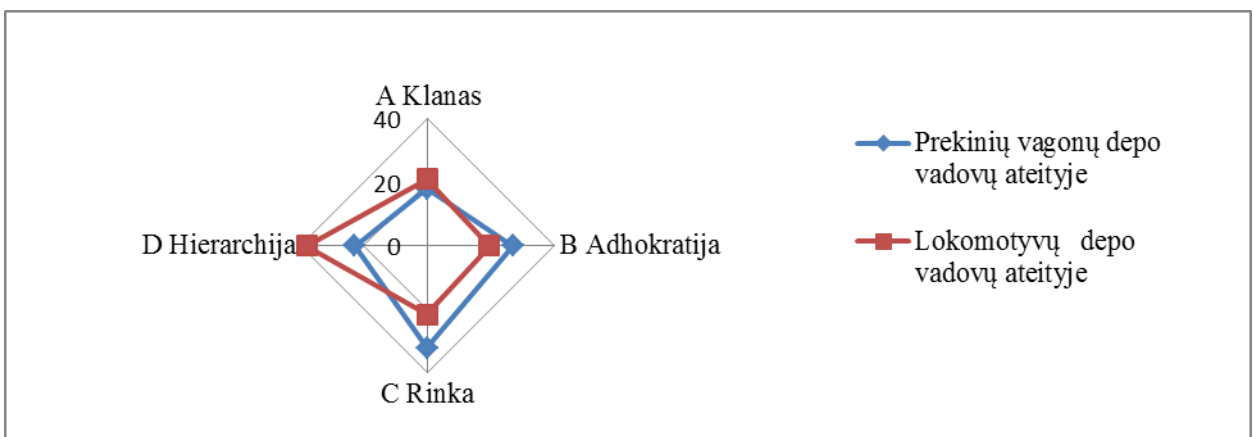 A Klanas
40
20
0
D Hierarchija
B Adhokratija
C Rinka
Prekinių vagonų depo
vadovų ateityje
Lokomotyvų depo
vadovų ateityje